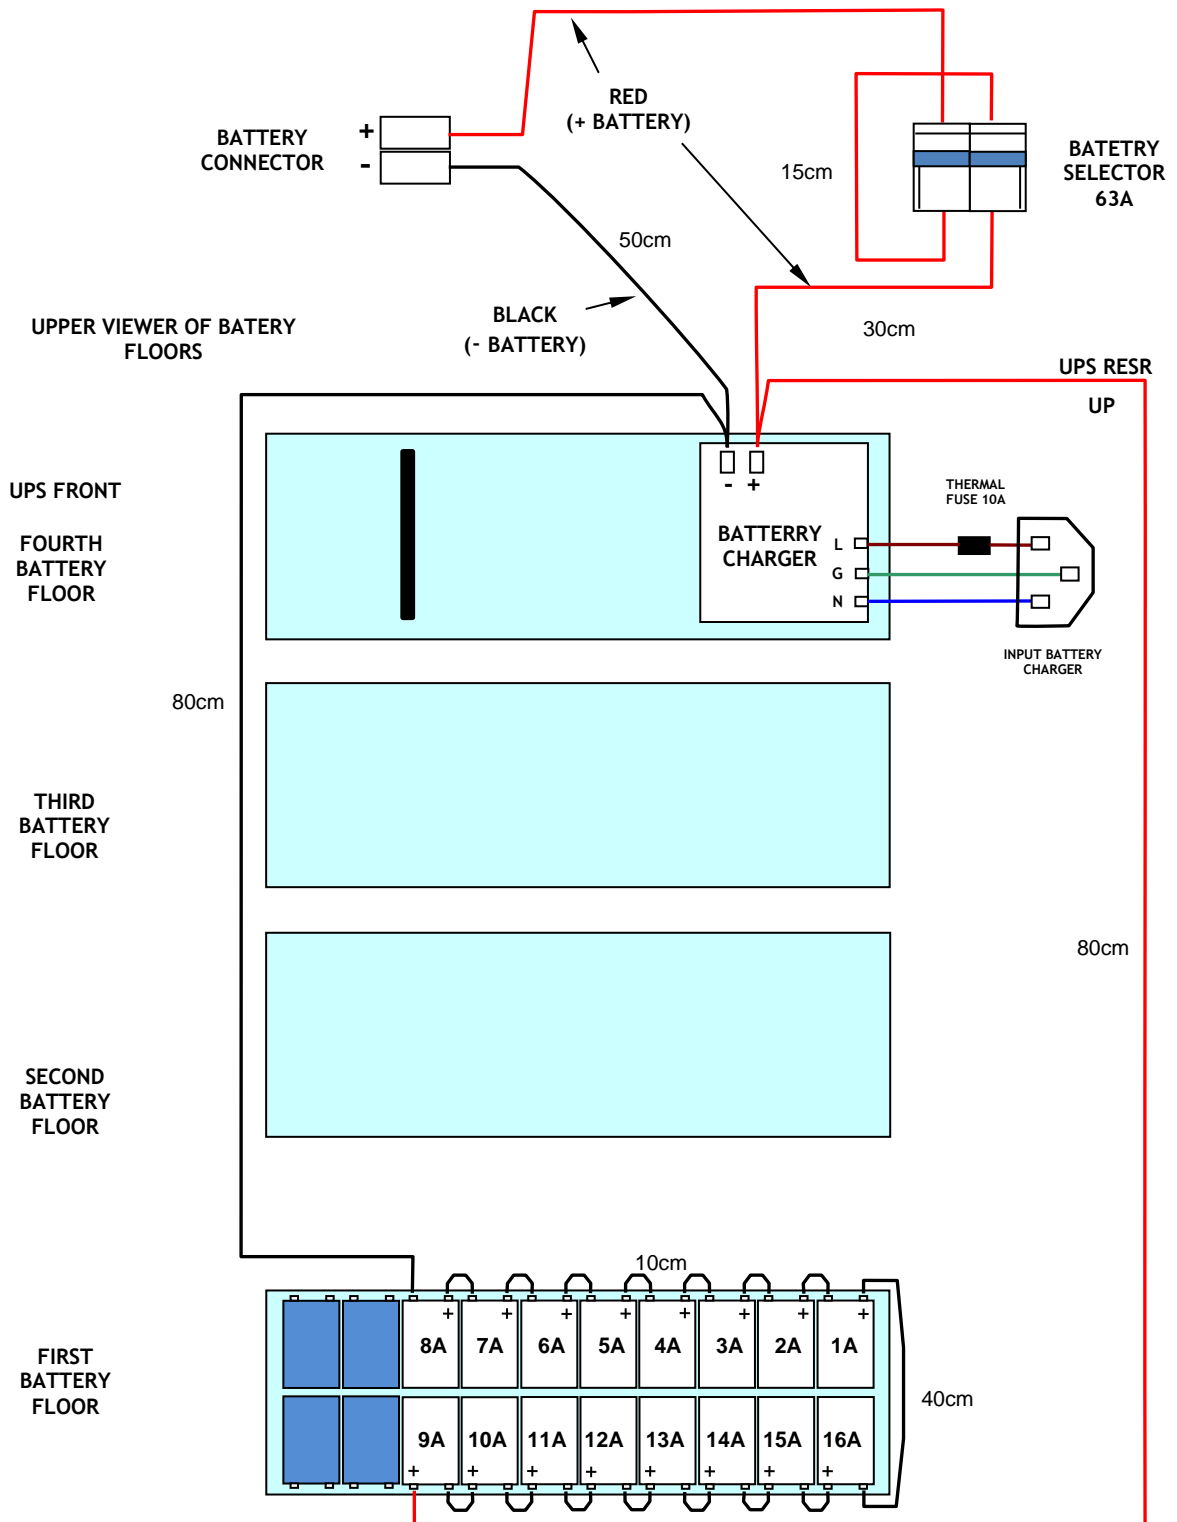 RED
(+ BATTERY)
BATTERY
CONNECTOR
+
-
15cm
BATETRY
SELECTOR
63A
50cm
BLACK
(- BATTERY)
30cm
UPPER VIEWER OF BATERY
FLOORS
UPS RESR
UP
UPS FRONT
FOURTH
BATTERY
FLOOR
- +
BATTERRY
CHARGER
L
G
N
THERMAL
FUSE 10A
INPUT BATTERY
CHARGER
80cm
THIRD
BATTERY
FLOOR
80cm
SECOND
BATTERY
FLOOR
10cm
FIRST
BATTERY
FLOOR
+ + + + + + + +
8A 7A 6A 5A 4A 3A 2A 1A
40cm
9A 10A 11A 12A 13A 14A 15A 16A
+ + + + + + + +